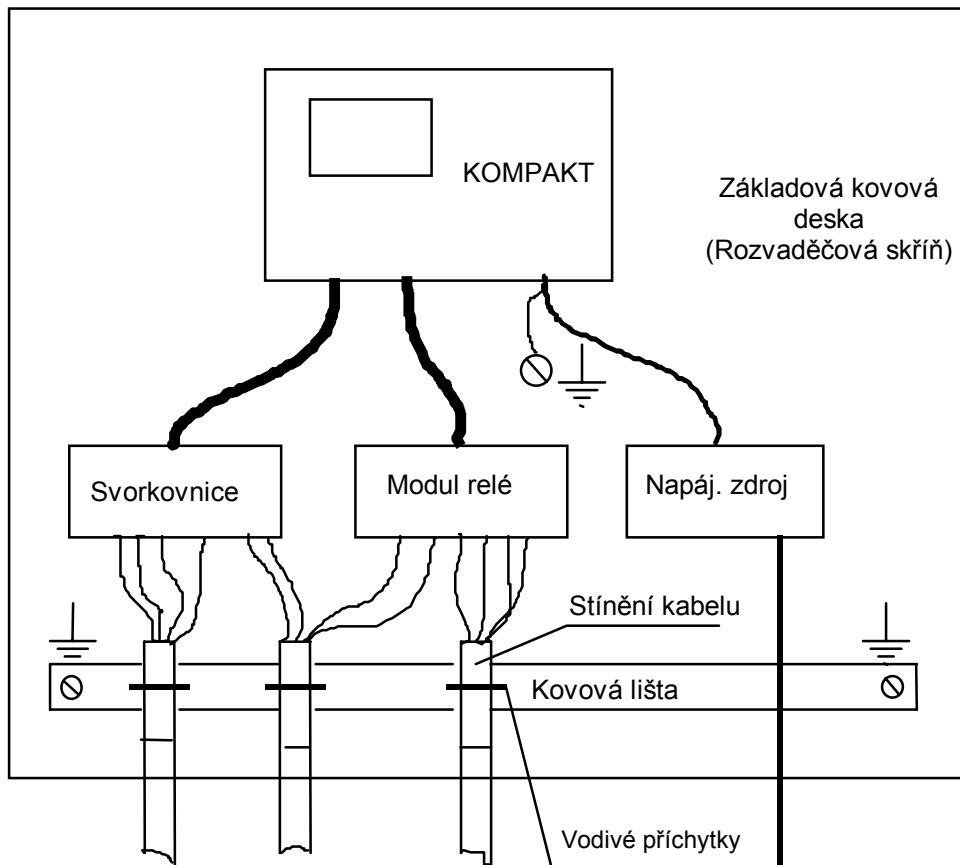 KOMPAKT
Základová kovová
deska
(Rozvaděčová skříň)
Svorkovnice
Modul relé
Napáj. zdroj
Stínění kabelu
Kovová lišta
Vodivé příchytky